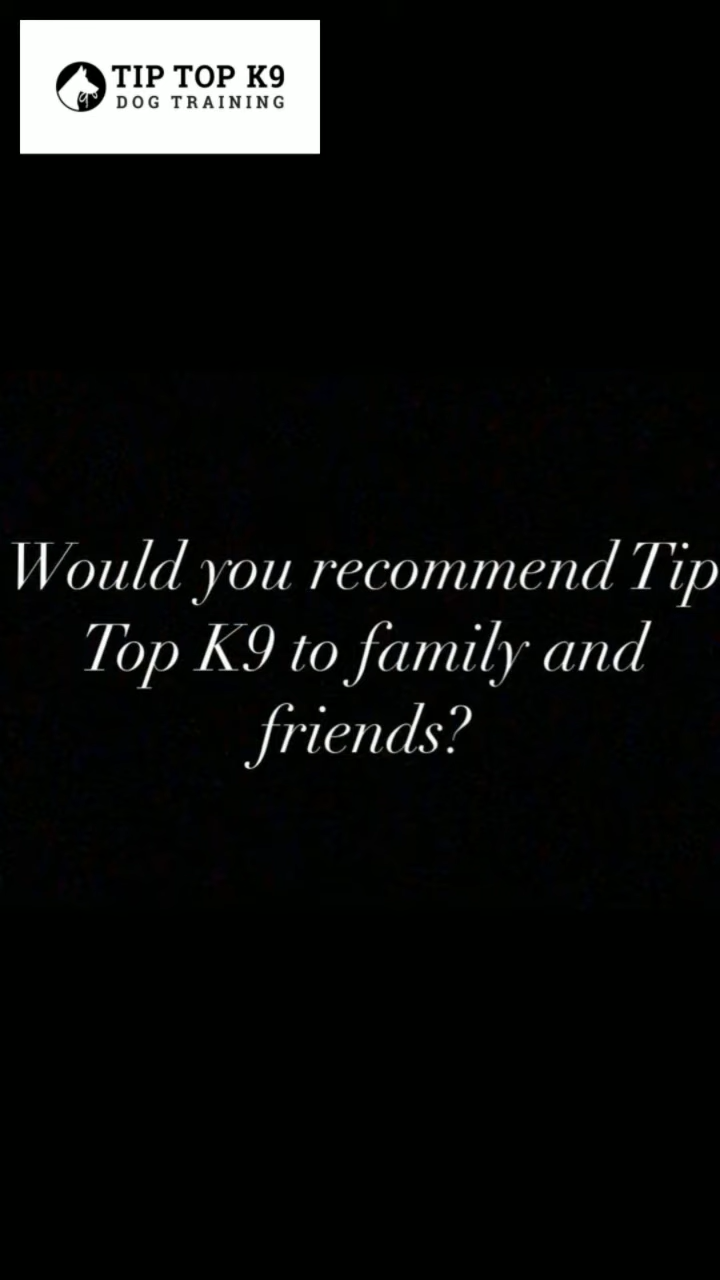 TIP TOP K9
DOG TRAINING
Would you recommend Tip
Top K9 to family and
friends?